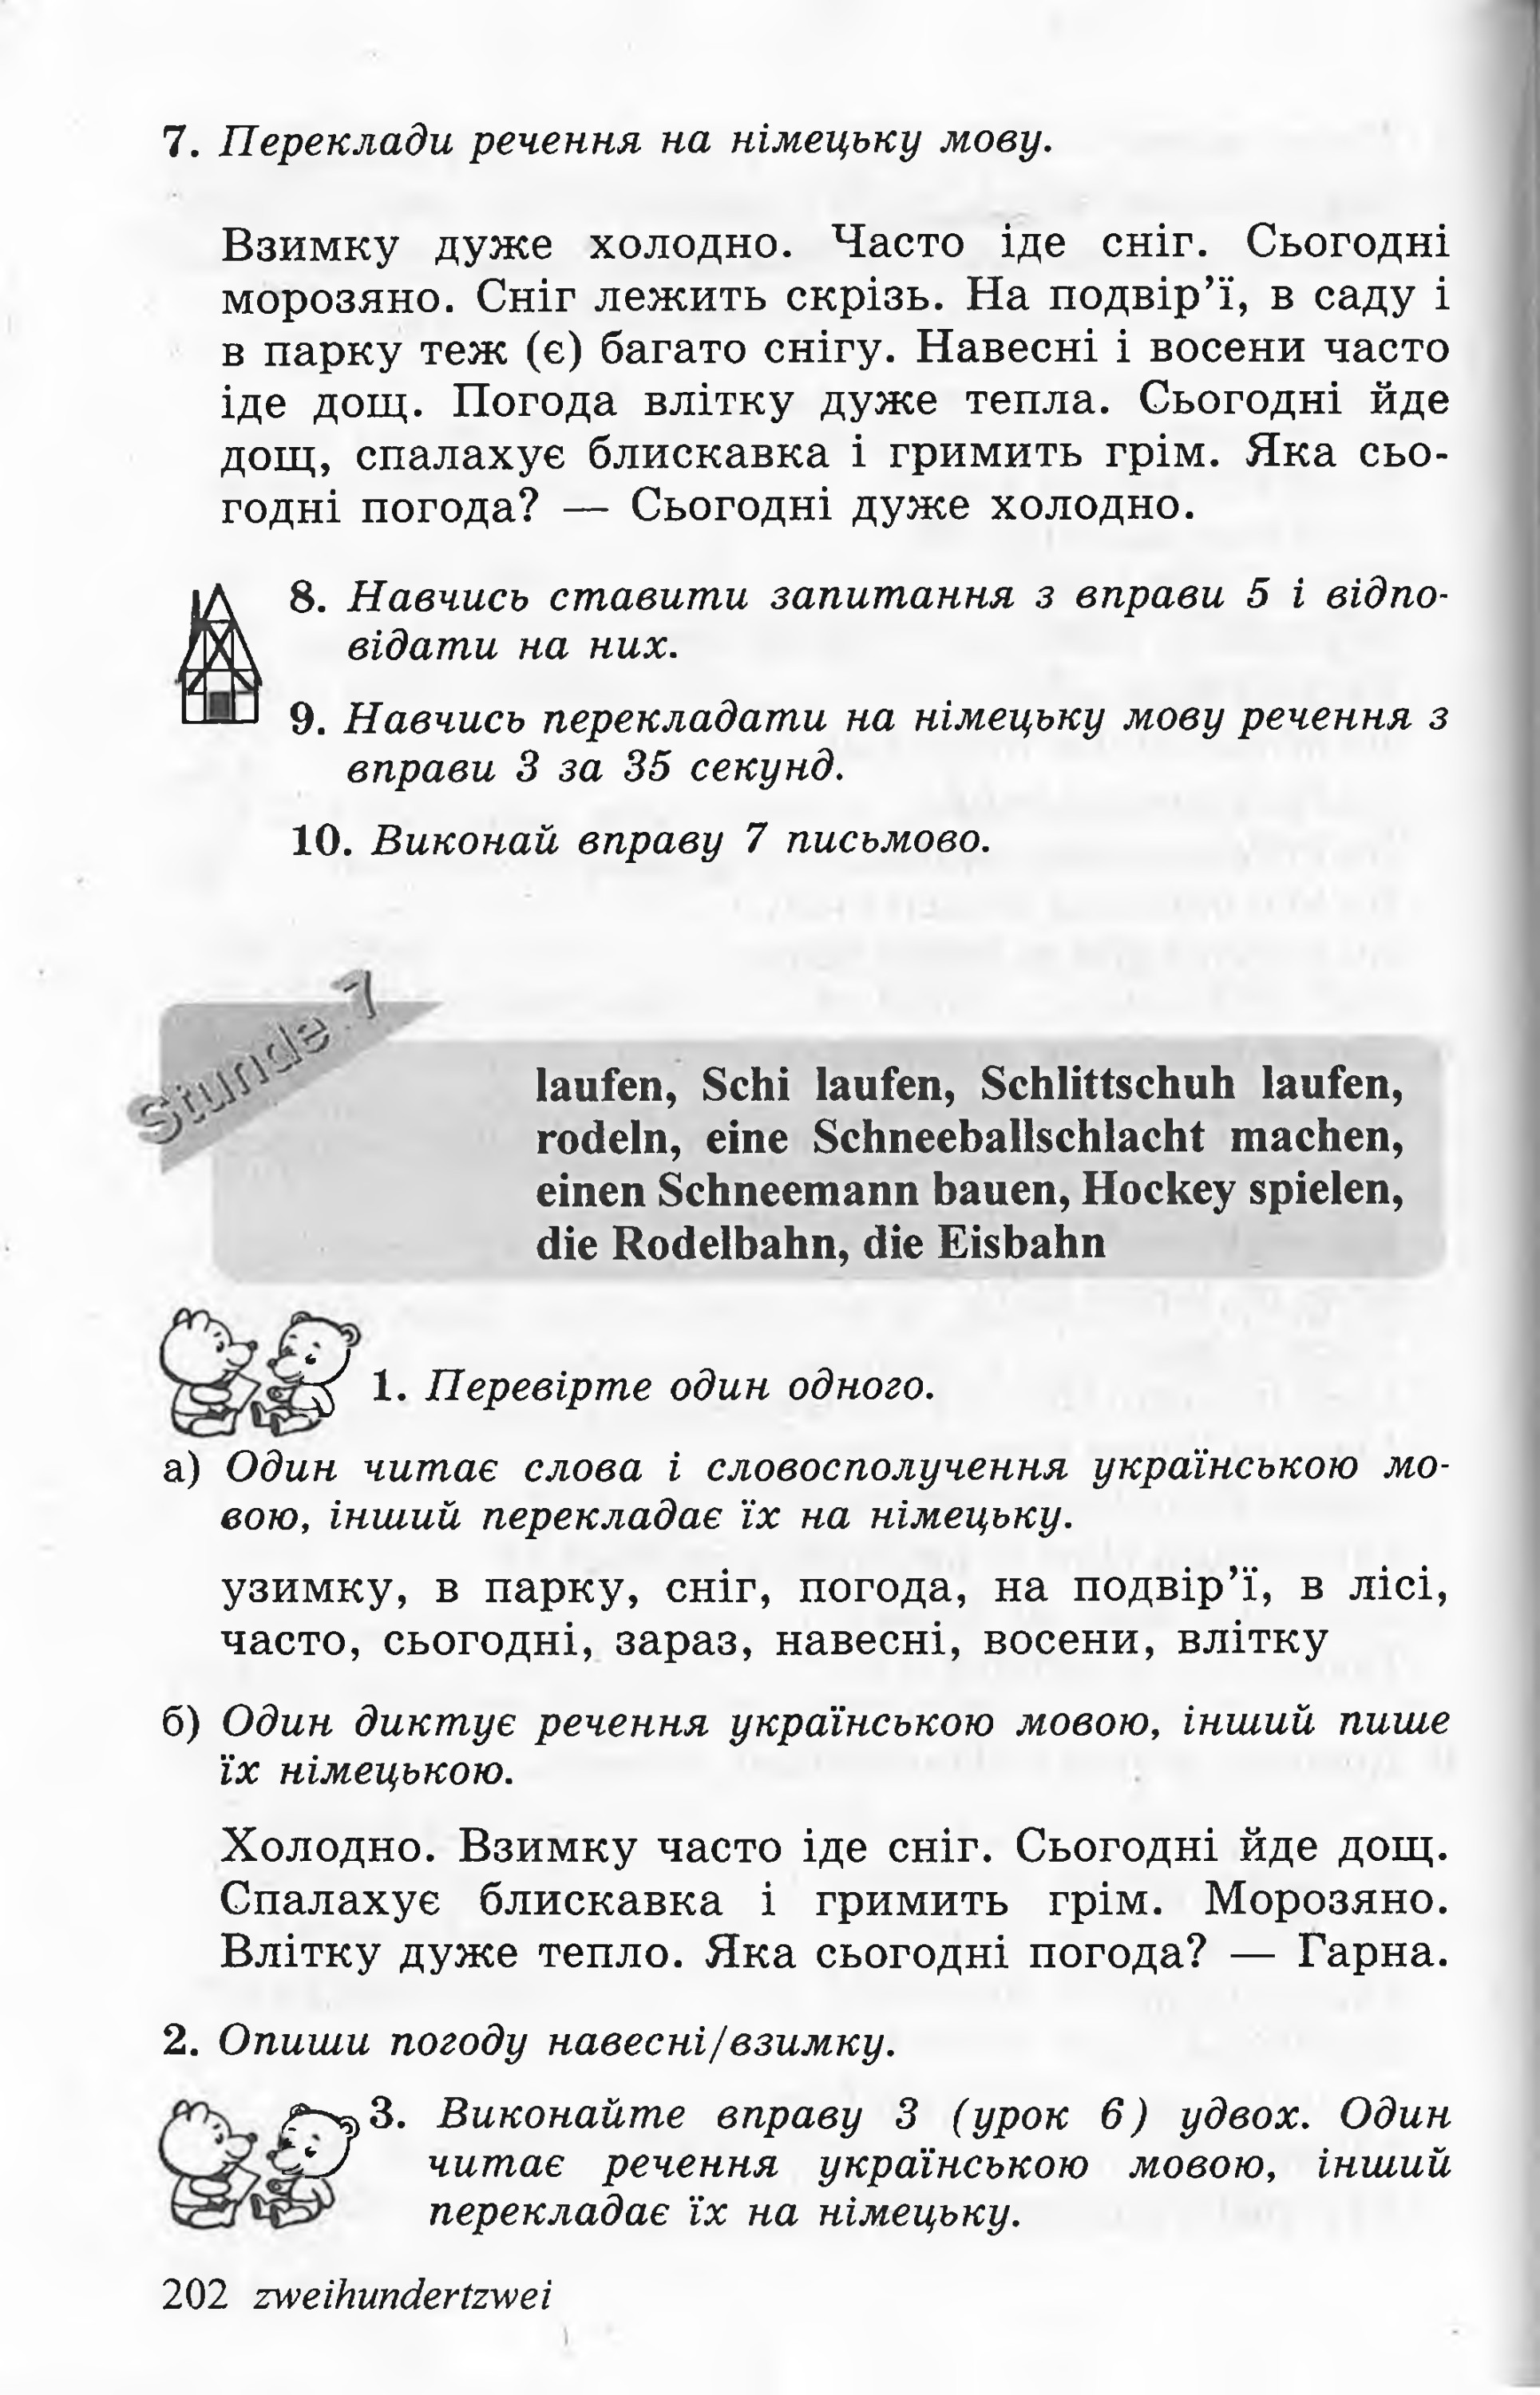 7. Переклади речення на німецьку мову.
Взимку дуже холодно. Часто іде сніг. Сьогодні
морозяно. Сніг лежить скрізь. На подвір’ї, в саду і
в парку теж (є) багато снігу. Навесні і восени часто
іде дощ. Погода влітку дуже тепла. Сьогодні йде
дощ, спалахує блискавка і гримить грім. Яка сьо-
годні погода? — Сьогодні дуже холодно.
8. Навчись ставити запитання з вправи 5 і відпо-
відати на них.
9. Навчись перекладати на німецьку мову речення з
вправи 3 за 35 секунд.
10. Виконай вправу 7 письмово.
Stunde 7
laufen, Schi laufen, Schlittschuh laufen,
rodeln, eine Schneeballschlacht machen,
einen Schneemann bauen, Hockey spielen,
die Rodelbahn, die Eisbahn
1. Перевірте один одного.
а) Один читає слова і словосполучення українською мо-
вою, інший перекладає їх на німецьку.
узимку, в парку, сніг, погода, на подвір’ї, в лісі,
часто, сьогодні, зараз, навесні, восени, влітку
б) Один диктує речення українською мовою, інший пише
їх німецькою.
Холодно. Взимку часто іде сніг. Сьогодні йде дощ.
Спалахує блискавка і гримить грім. Морозяно.
Влітку дуже тепло. Яка сьогодні погода? — Гарна.
2. Опиши погоду навесні/взимку.
3. Виконайте вправу 3 (урок 6) удвох. Один
читає речення українською мовою, інший
перекладає їх на німецьку.
202 zweihundertzwei